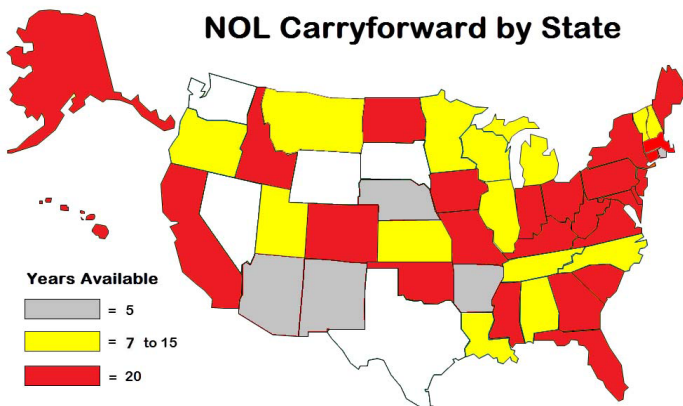 NOL Carryforward by State
Years Available
= 5
= 7 to 15
= 20